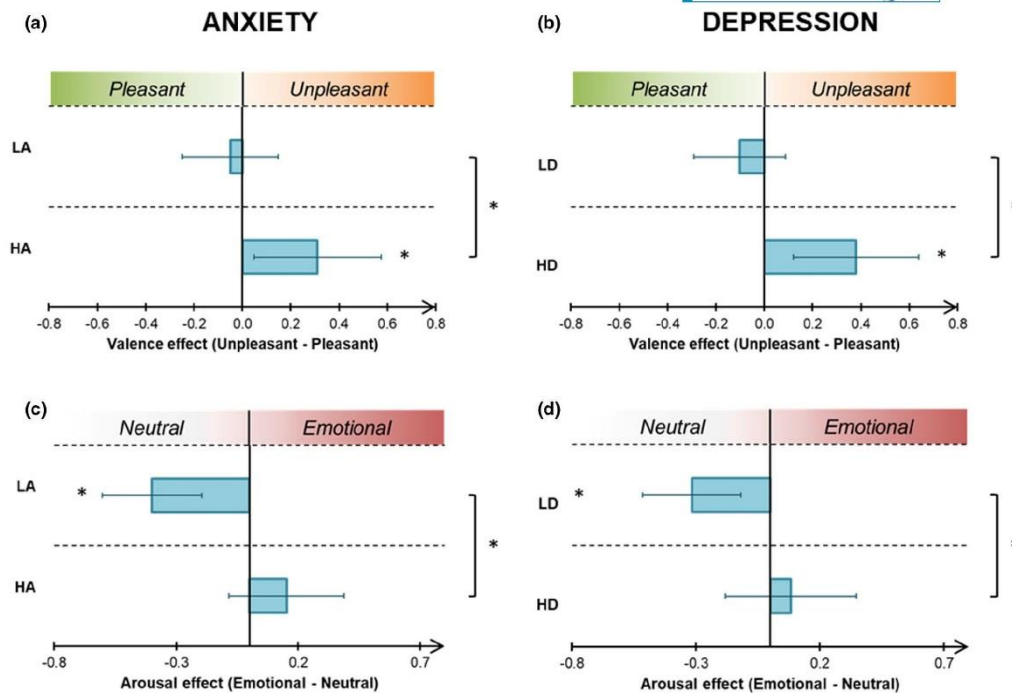 (a)
ANXIETY
Pleasant
Unpleasant
LA
*
HA
*
-0.8 -0.6 -0.4 -0.2 0.0 0.2 0.4 0.6 0.8
Valence effect (Unpleasant - Pleasant)
(b)
DEPRESSION
Pleasant
Unpleasant
LD
HD
*
-0.8 -0.6 -0.4 -0.2 0.0 0.2 0.4 0.6 0.8
Valence effect (Unpleasant - Pleasant)
(c)
Neutral
Emotional
LA
*
*
HA
-0.8 -0.3 0.2 0.7
Arousal effect (Emotional - Neutral)
(d)
Neutral
Emotional
LD
*
HD
-0.8 -0.3 0.2 0.7
Arousal effect (Emotional - Neutral)